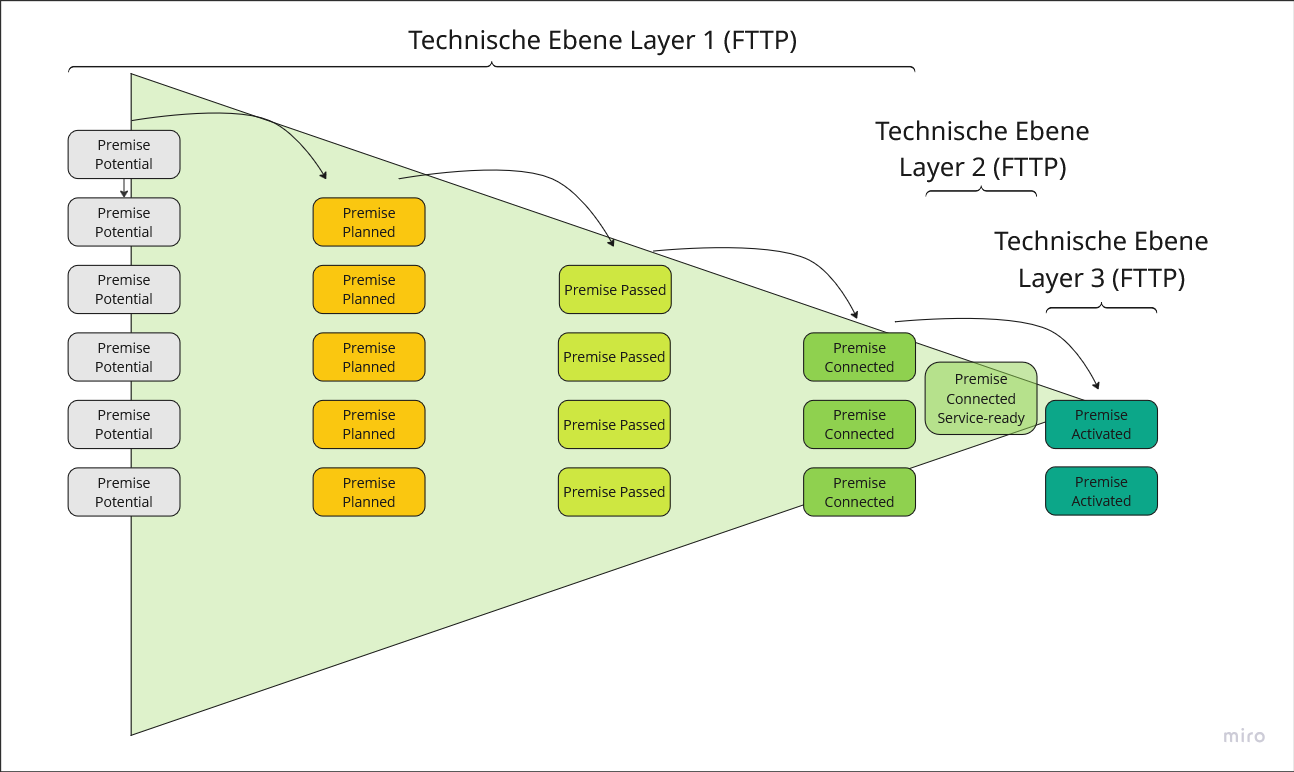 Technische Ebene Layer 1 (FTTP)
Technische Ebene
Layer 2 (FTTP)
Technische Ebene
Layer 3 (FTTP)
Premise
Potential
Premise
Potential
Premise
Potential
Premise
Potential
Premise
Potential
Premise
Potential
Premise
Planned
Premise
Planned
Premise
Planned
Premise
Planned
Premise
Planned
Premise Passed
Premise Passed
Premise Passed
Premise Passed
Premise
Connected
Premise
Connected
Premise
Connected
Premise
Connected
Service-ready
Premise
Activated
Premise
Activated
miro